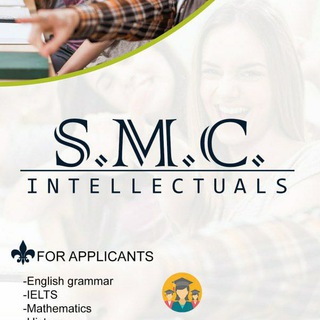 S.M.C.
INTELLECTUALS
FOR APPLICANTS
-English grammar
-IELTS
-Mathematics